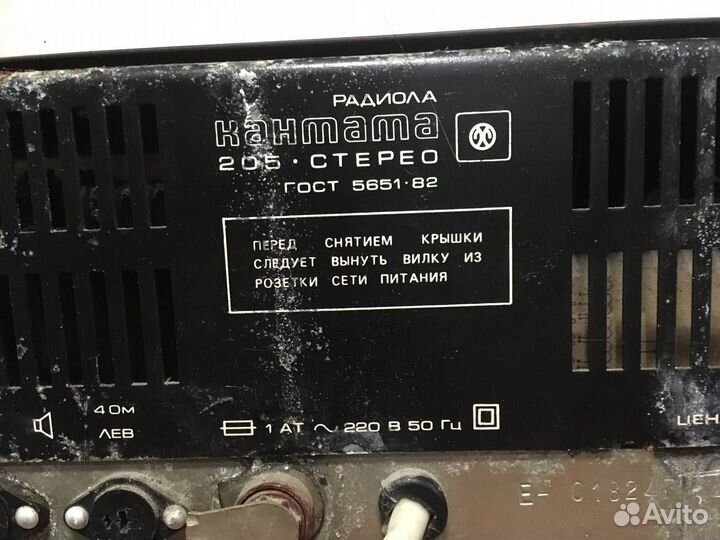 РАДИОЛА
кантата
205 · СТЕРЕО
ГОСТ 5651·82
ПЕРЕД СНЯТИЕМ КРЫШКИ
СЛЕДУЕТ ВЫНУТЬ ВИЛКУ ИЗ
РОЗЕТКИ СЕТИ ПИТАНИЯ
4 Ом
ЛЕВ
1 АТ ~ 220 В 50 Гц
ЦЕН
Avito